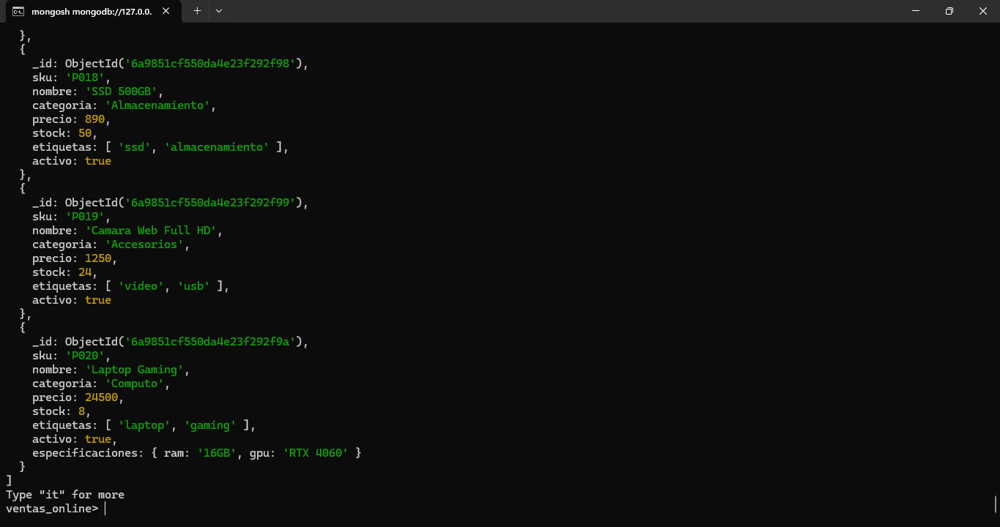 mongosh mongodb://127.0.0.
},
{
_id: ObjectId('6a9851cf550da4e23f292f98'),
sku: 'P018',
nombre: 'SSD 500GB',
categoria: 'Almacenamiento',
precio: 890,
stock: 50,
etiquetas: [ 'ssd', 'almacenamiento' ],
activo: true
},
{
_id: ObjectId('6a9851cf550da4e23f292f99'),
sku: 'P019',
nombre: 'Camara Web Full HD',
categoria: 'Accesorios',
precio: 1250,
stock: 24,
etiquetas: [ 'video', 'usb' ],
activo: true
},
{
_id: ObjectId('6a9851cf550da4e23f292f9a'),
sku: 'P020',
nombre: 'Laptop Gaming',
categoria: 'Computo',
precio: 24500,
stock: 8,
etiquetas: [ 'laptop', 'gaming' ],
activo: true,
especificaciones: { ram: '16GB', gpu: 'RTX 4060' }
}
]
Type "it" for more
ventas_online>